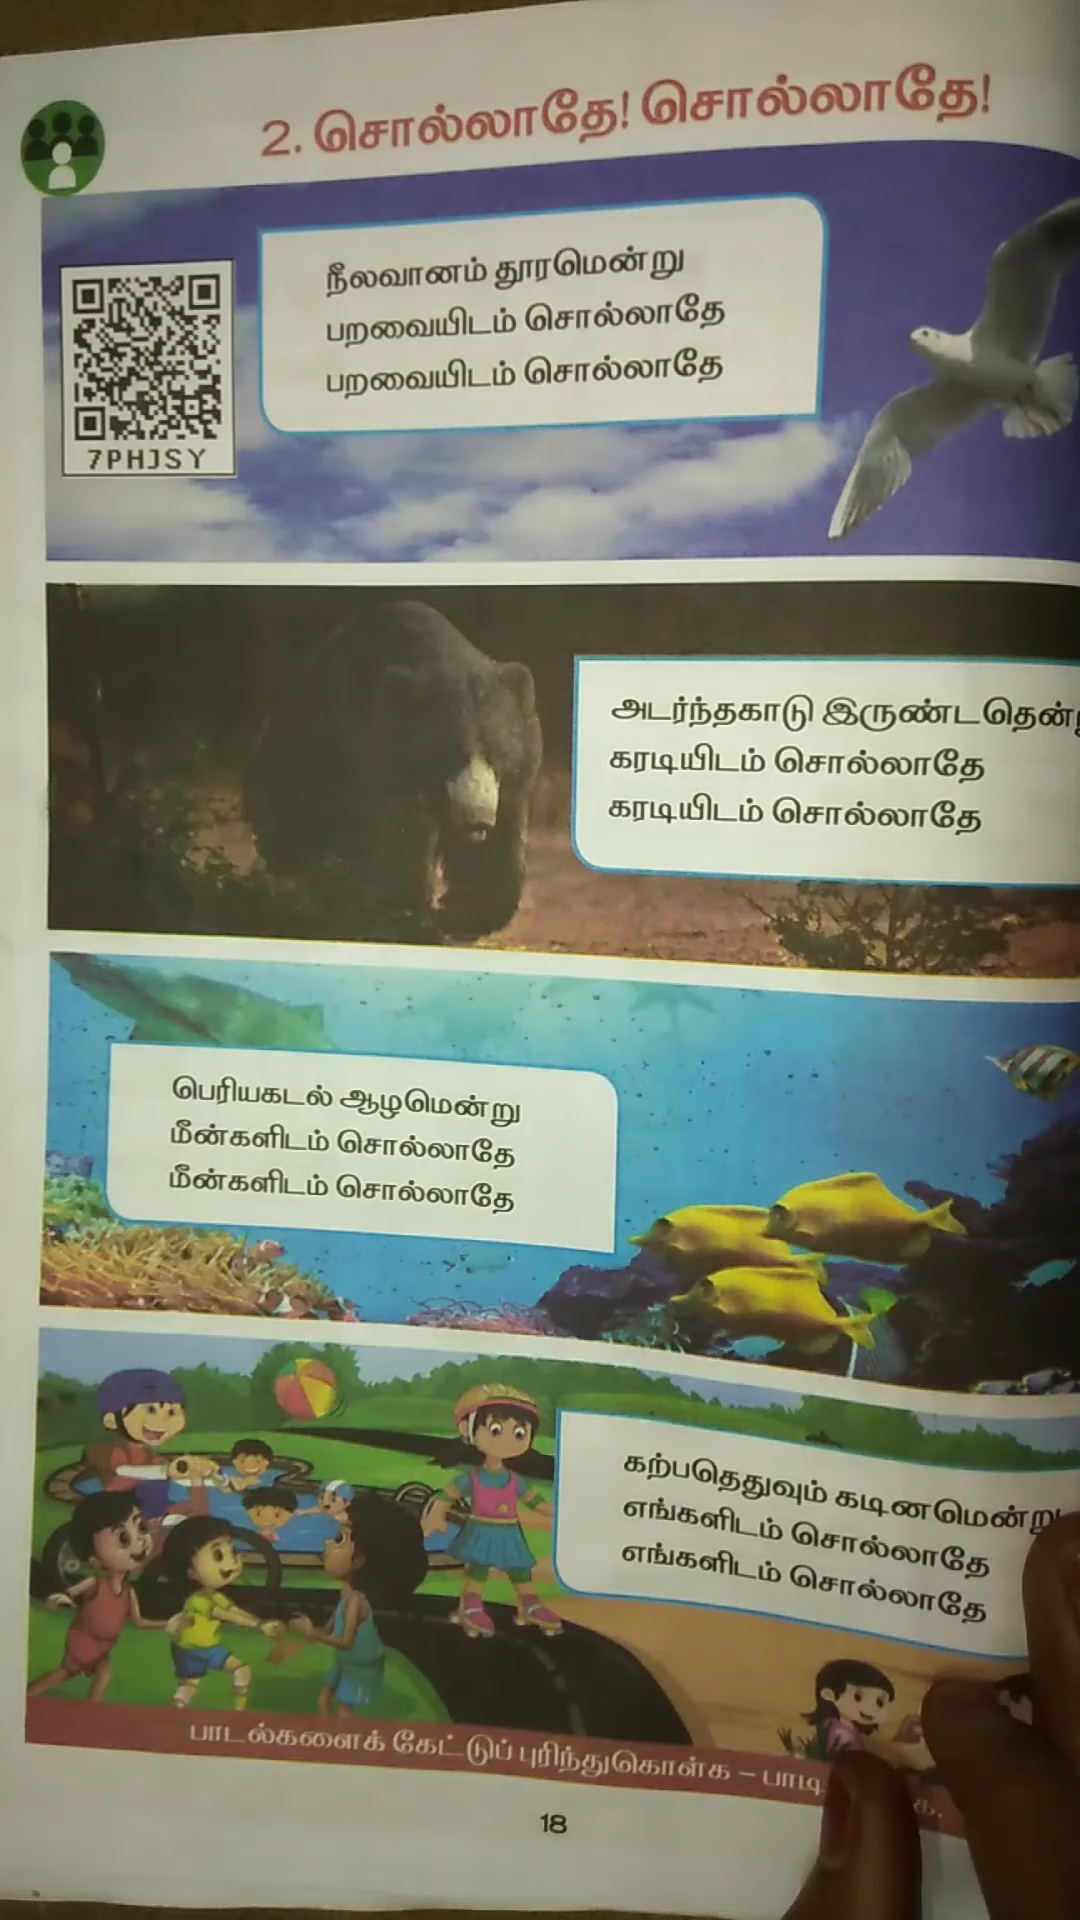 2. சொல்லாதே! சொல்லாதே!
நீலவானம் தூரமென்று
பறவையிடம் சொல்லாதே
பறவையிடம் சொல்லாதே
7PHJSY
அடர்ந்தகாடு இருண்டதென்று
கரடியிடம் சொல்லாதே
கரடியிடம் சொல்லாதே
பெரியகடல் ஆழமென்று
மீன்களிடம் சொல்லாதே
மீன்களிடம் சொல்லாதே
கற்பதெதுவும் கடினமென்று
எங்களிடம் சொல்லாதே
எங்களிடம் சொல்லாதே
பாடல்களைக் கேட்டுப் புரிந்துகொள்க – பாடி
18